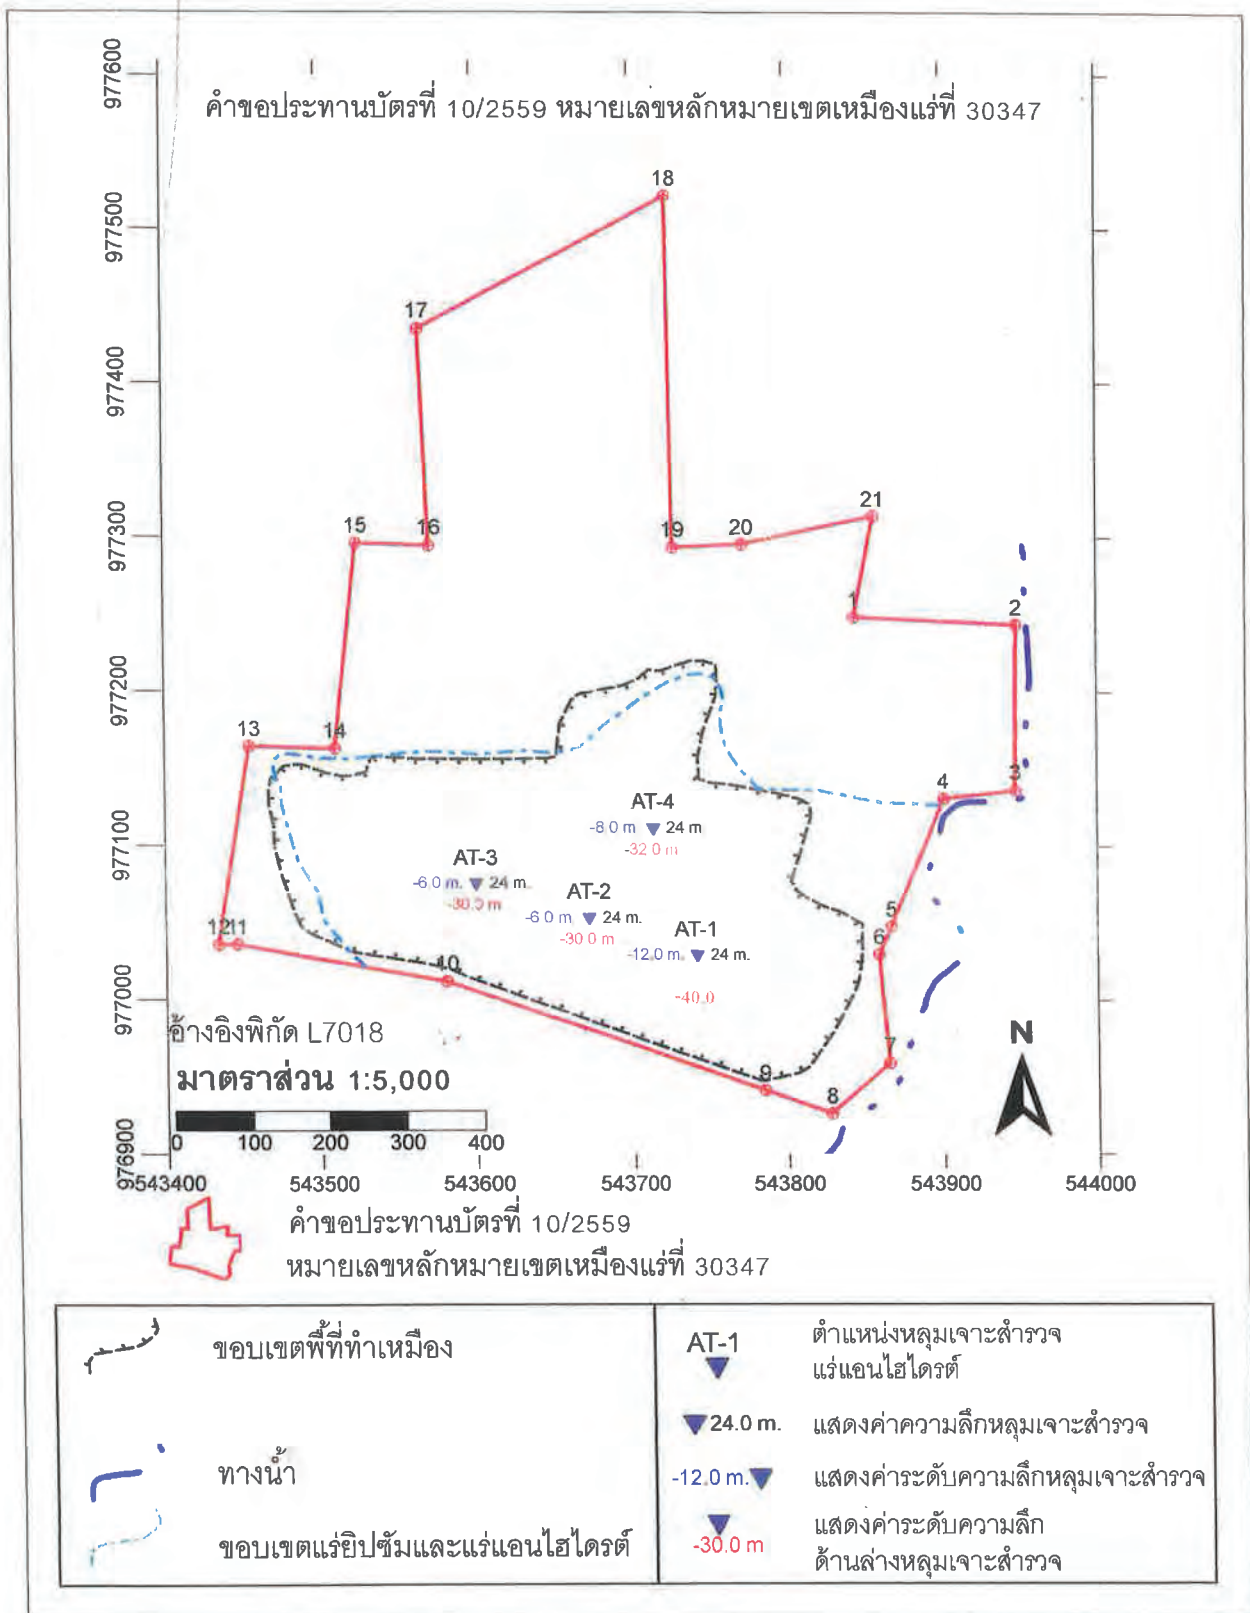 977600
คำขอประทานบัตรที่ 10/2559 หมายเลขหลักหมายเขตเหมืองแร่ที่ 30347
18
977500
17
977400
21
15
16
19
20
977300
1
2
977200
13
14
3
4
AT-4
-8.0 m 24 m
-32.0 m
977100
AT-3
-6.0 m. 24 m.
-30.0 m
AT-2
-6.0 m 24 m.
-30.0 m
5
AT-1
-12.0 m. 24 m.
-40.0
12 11
6
10
977000
อ้างอิงพิกัด L7018
N
7
มาตราส่วน 1:5,000
9
8
0 100 200 300 400
976900
543400 543500 543600 543700 543800 543900 544000
คำขอประทานบัตรที่ 10/2559
หมายเลขหลักหมายเขตเหมืองแร่ที่ 30347
ขอบเขตพื้ที่ทำเหมือง
ทางน้ำ
ขอบเขตแร่ยิปซัมและแร่แอนไฮไดรต์
AT-1
ตำแหน่งหลุมเจาะสำรวจ
แร่แอนไฮไดรต์
24.0 m. แสดงค่าความลึกหลุมเจาะสำรวจ
-12.0 m. แสดงค่าระดับความลึกหลุมเจาะสำรวจ
-30.0 m
แสดงค่าระดับความลึก
ด้านล่างหลุมเจาะสำรวจ